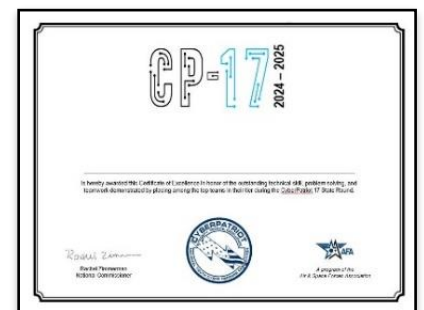 CP-17
2024 – 2025
is hereby awarded this Certificate of Excellence in honor of the outstanding technical skill, problem solving, and
teamwork demonstrated by placing among the top teams in their tier during the CyberPatriot 17 State Round.
CYBERPATRIOT
Rachel Zimmerman
Rachel Zimmerman
National Commissioner
AFA
A program of the
Air & Space Forces Association